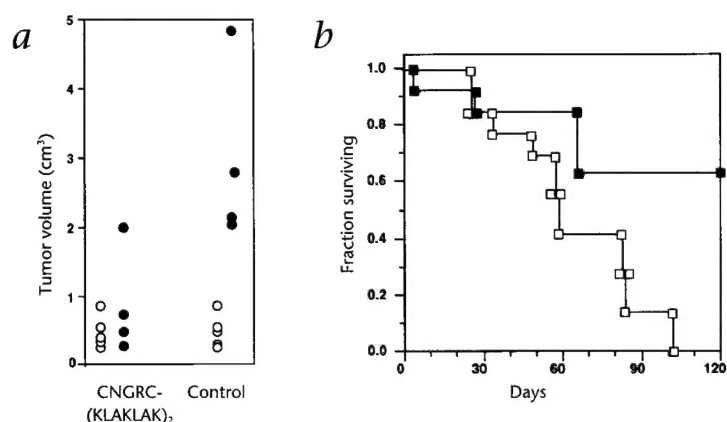 a
5
4
3
2
1
0
Tumor volume (cm³)
CNGRC-
(KLAKLAK)₂
Control
b
1.0
0.8
0.6
0.4
0.2
0.0
Fraction surviving
0
30
60
90
120
Days